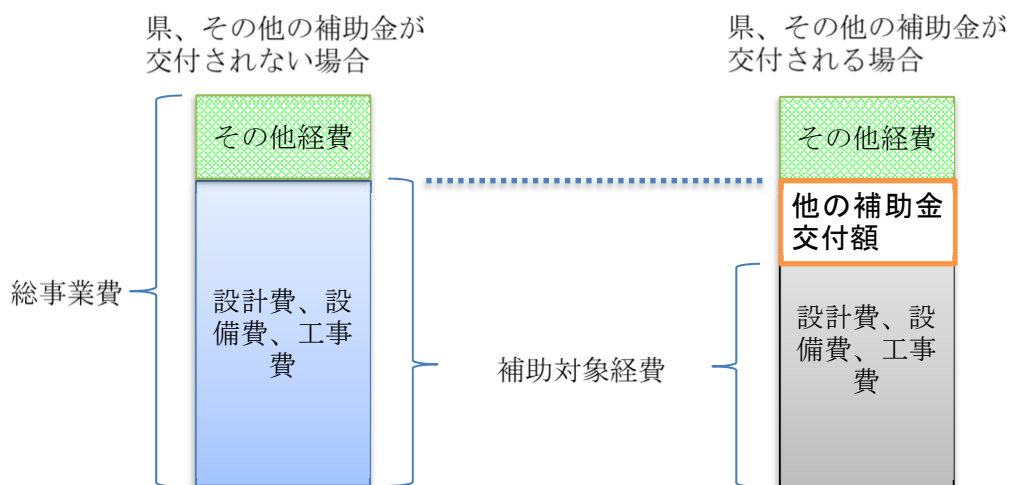 県、その他の補助金が
交付されない場合
県、その他の補助金が
交付される場合
その他経費
その他経費
他の補助金
交付額
総事業費
設計費、設
備費、工事
費
設計費、設
備費、工事
費
補助対象経費